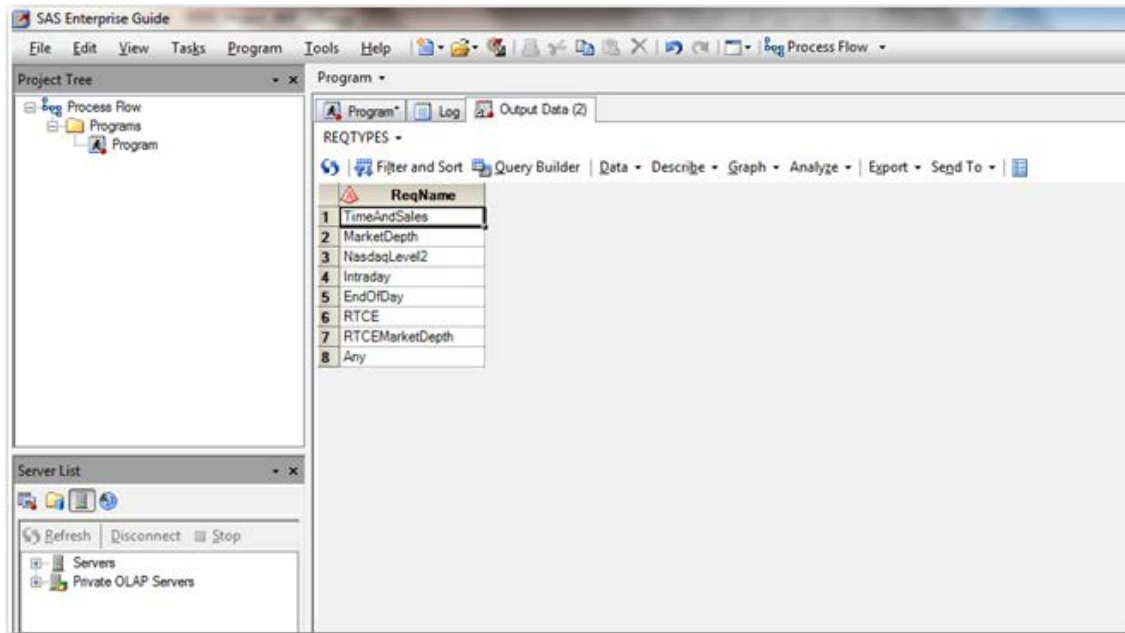 SAS Enterprise Guide
File Edit View Tasks Program Tools Help Process Flow
Project Tree
Process Flow
Programs
Program
Server List
Refresh Disconnect Stop
Servers
Private OLAP Servers
Program
Program* Log Output Data (2)
REQTYPES
Filter and Sort Query Builder Data Describe Graph Analyze Export Send To
ReqName
1 TimeAndSales
2 MarketDepth
3 NasdaqLevel2
4 Intraday
5 EndOfDay
6 RTCE
7 RTCEMarketDepth
8 Any